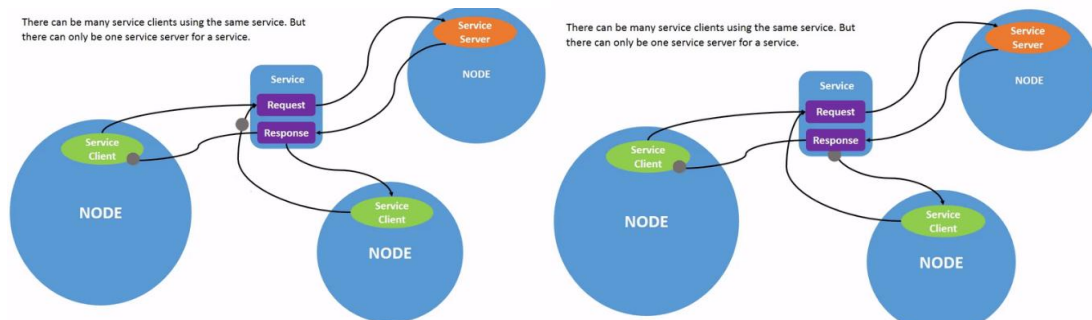 There can be many service clients using the same service. But
there can only be one service server for a service.
Service
Server
NODE
Service
Request
Response
Service
Client
NODE
Service
Client
NODE
There can be many service clients using the same service. But
there can only be one service server for a service.
Service
Server
NODE
Service
Request
Response
Service
Client
NODE
Service
Client
NODE